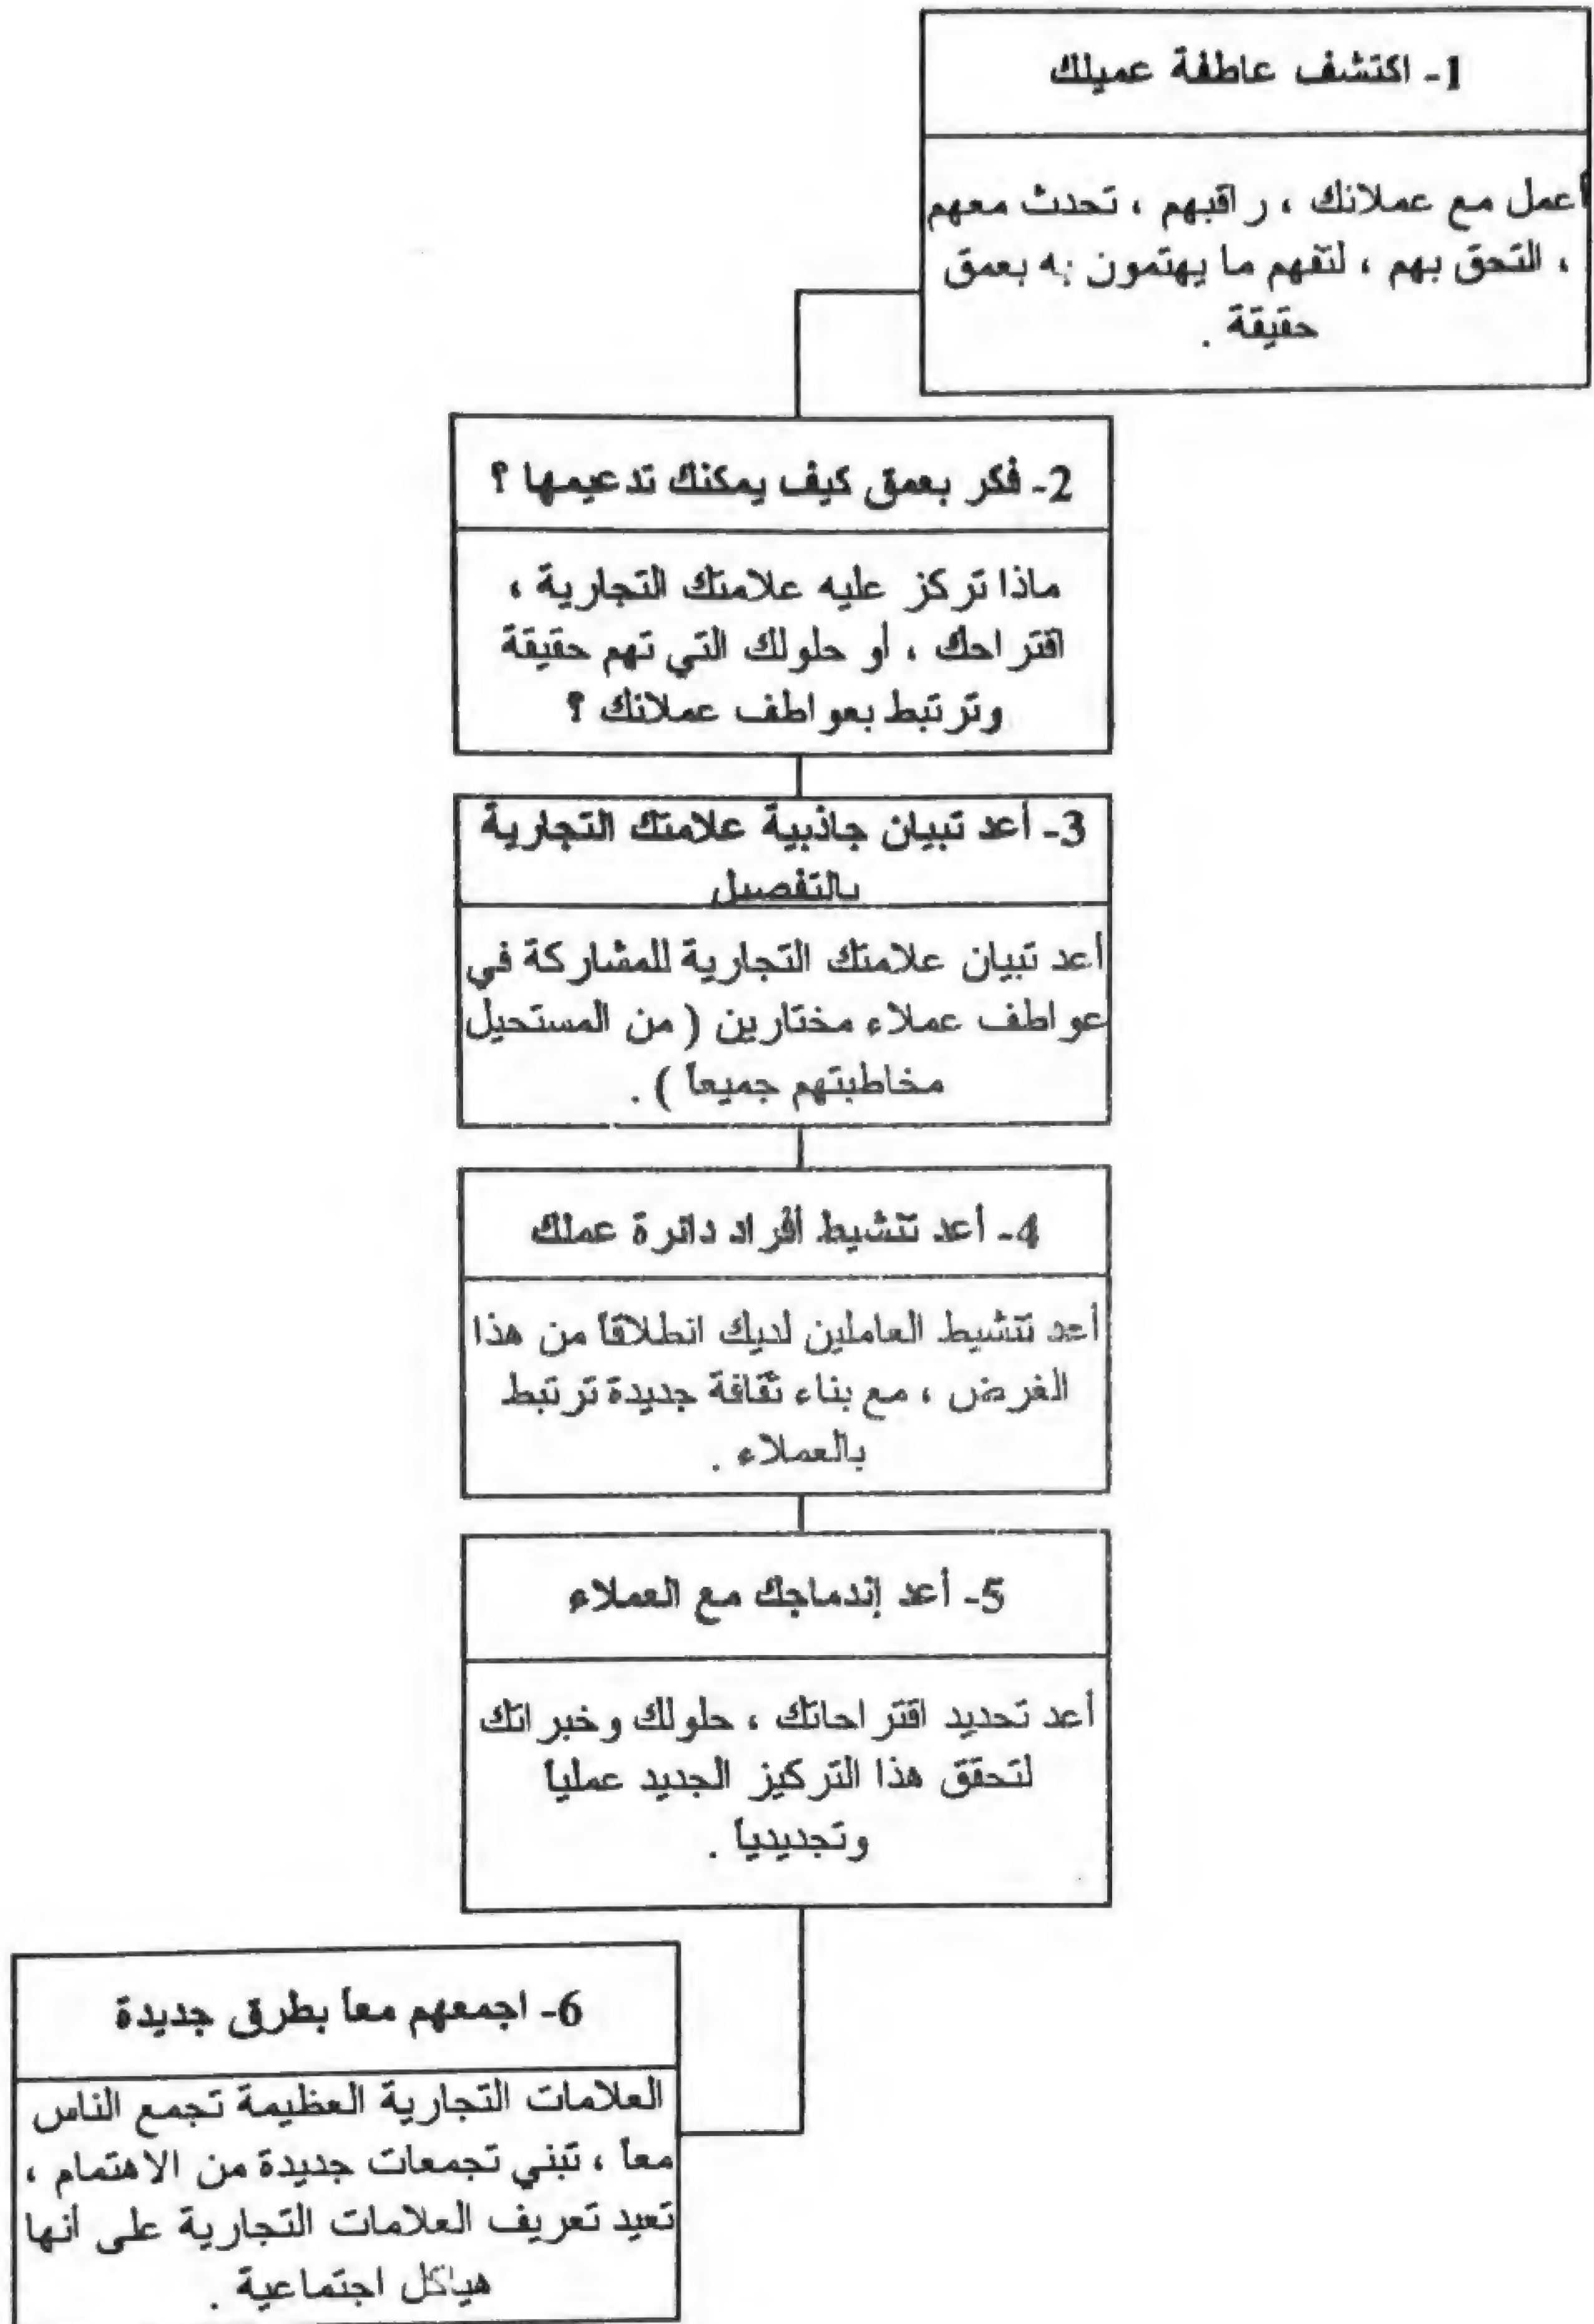 1- اكتشف عاطفة عميلك
أعمل مع عملائك ، راقبهم ، تحدث معهم
، التحق بهم ، لتفهم ما يهتمون به بعمق
حقيقة .
2- فكر بعمق كيف يمكنك تدعيمها ؟
ماذا تركز عليه علامتك التجارية ،
اقتراحك ، أو حلولك التي تهم حقيقة
وترتبط بعواطف عملائك ؟
3- أعد تبيان جاذبية علامتك التجارية
بالتفصيل
أعد تبيان علامتك التجارية للمشاركة في
عواطف عملاء مختارين ( من المستحيل
مخاطبتهم جميعاً ) .
4- أعد تنشيط أفراد دائرة عملك
أعد تنشيط العاملين لديك انطلاقاً من هذا
الغرض ، مع بناء ثقافة جديدة ترتبط
بالعملاء .
5- أعد إندماجك مع العملاء
أعد تحديد اقتراحاتك ، حلولك وخبراتك
لتحقق هذا التركيز الجديد عملياً
وتجديدياً .
6- اجمعهم معاً بطرق جديدة
العلامات التجارية العظيمة تجمع الناس
معاً ، تبني تجمعات جديدة من الاهتمام ،
تعيد تعريف العلامات التجارية على أنها
هياكل اجتماعية .